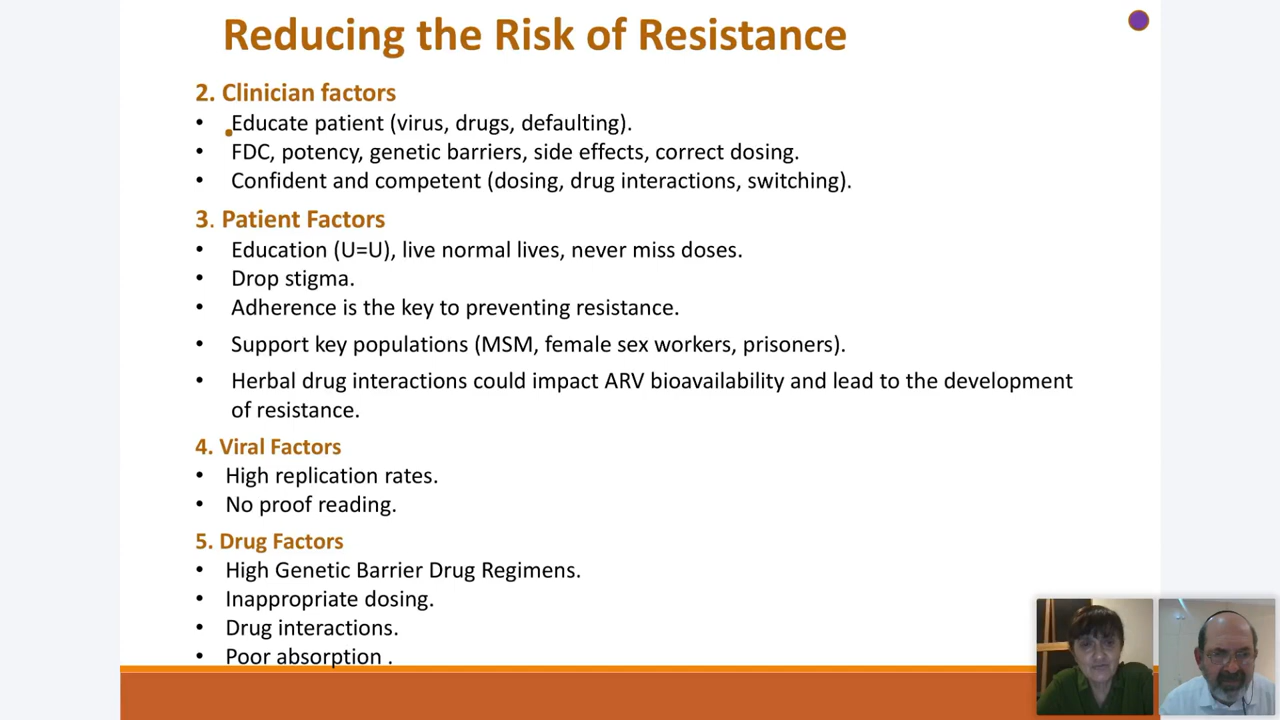 Reducing the Risk of Resistance
2. Clinician factors
• Educate patient (virus, drugs, defaulting).
• FDC, potency, genetic barriers, side effects, correct dosing.
• Confident and competent (dosing, drug interactions, switching).
3. Patient Factors
• Education (U=U), live normal lives, never miss doses.
• Drop stigma.
• Adherence is the key to preventing resistance.
• Support key populations (MSM, female sex workers, prisoners).
• Herbal drug interactions could impact ARV bioavailability and lead to the development
of resistance.
4. Viral Factors
• High replication rates.
• No proof reading.
5. Drug Factors
• High Genetic Barrier Drug Regimens.
• Inappropriate dosing.
• Drug interactions.
• Poor absorption .